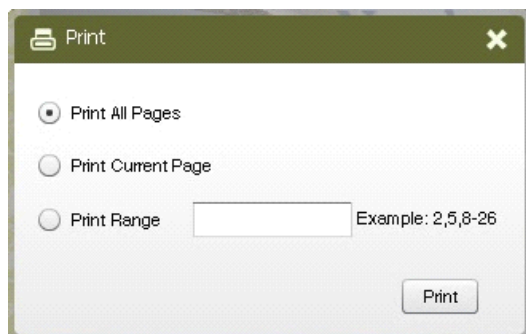 Print
Print All Pages
Print Current Page
Print Range Example: 2,5,8-26
Print